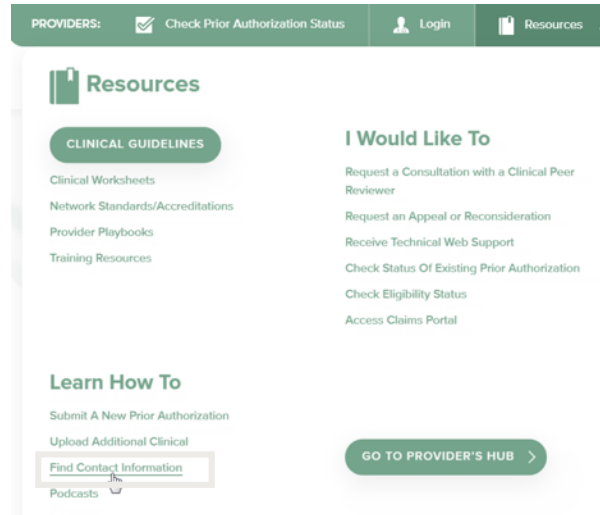 PROVIDERS:
Check Prior Authorization Status
Login
Resources
Resources
CLINICAL GUIDELINES
Clinical Worksheets
Network Standards/Accreditations
Provider Playbooks
Training Resources
I Would Like To
Request a Consultation with a Clinical Peer
Reviewer
Request an Appeal or Reconsideration
Receive Technical Web Support
Check Status Of Existing Prior Authorization
Check Eligibility Status
Access Claims Portal
Learn How To
Submit A New Prior Authorization
Upload Additional Clinical
Find Contact Information
Podcasts
GO TO PROVIDER'S HUB